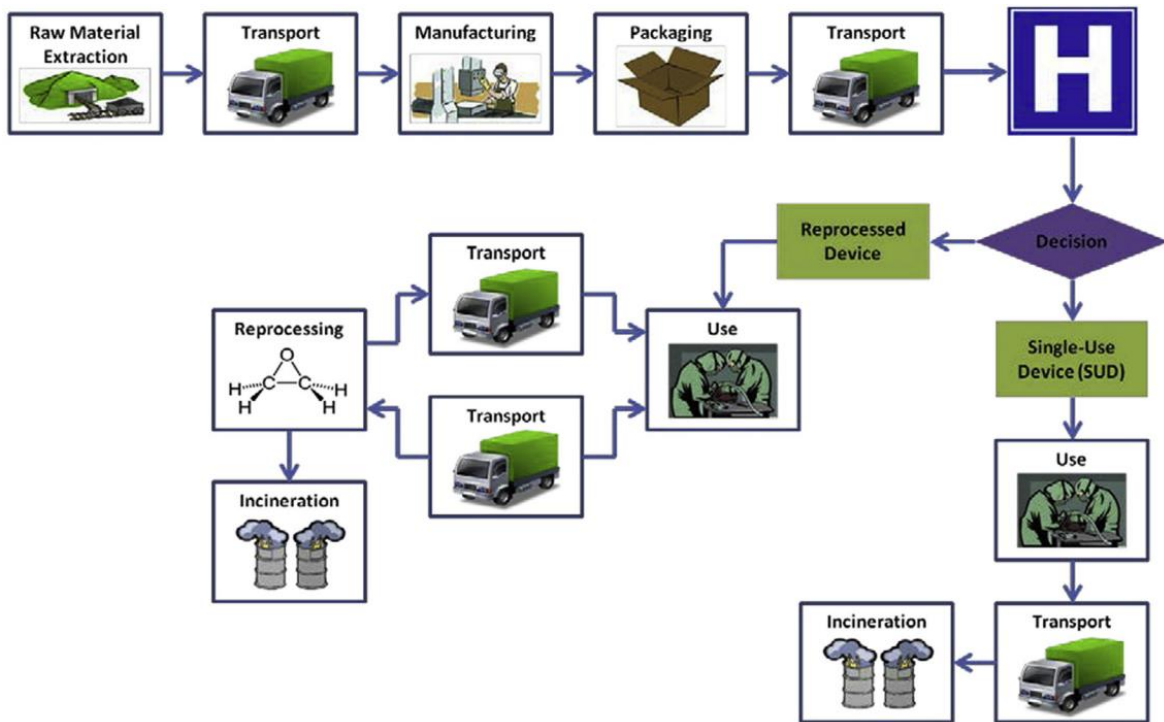 Raw Material
Extraction
Transport
Manufacturing
Packaging
Transport
H
Decision
Reprocessed
Device
Transport
Reprocessing
O
H C C H
H H
Use
Single-Use
Device (SUD)
Transport
Use
Incineration
Incineration
Transport